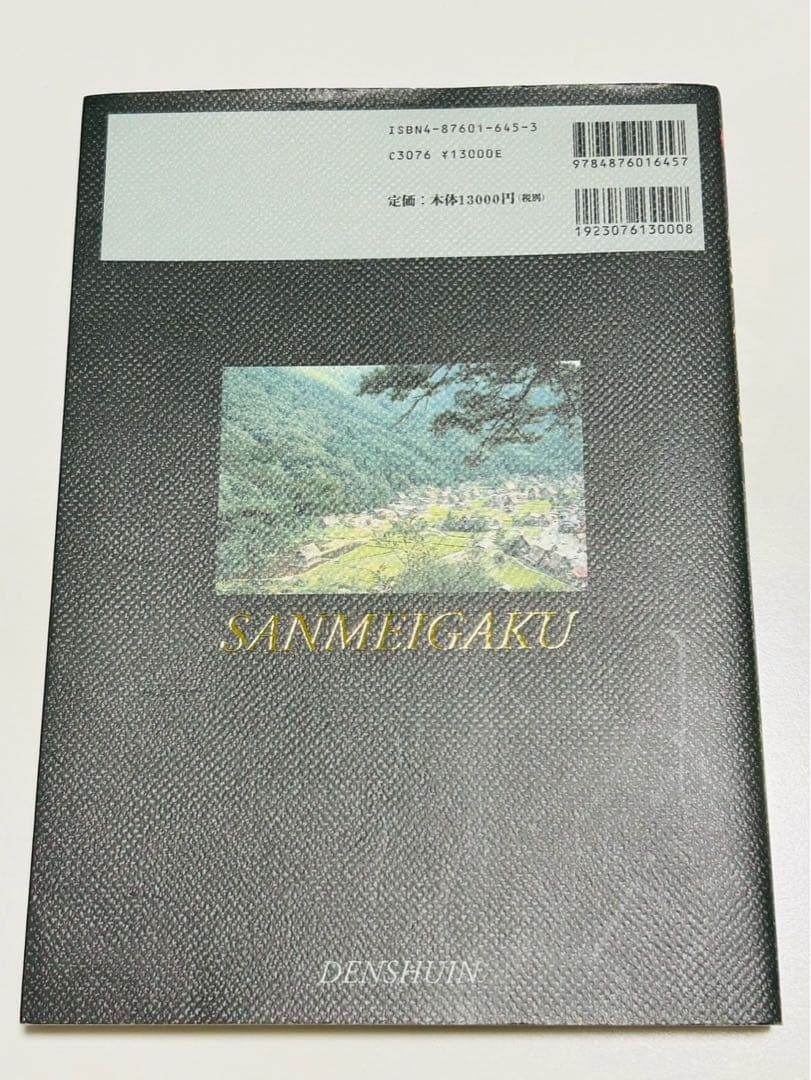 ISBN4-87601-645-3
C3076 ¥13000E
9784876016457
定価：本体13000円(税別)
1923076130008
SANMEIGAKU
DENSHUIN